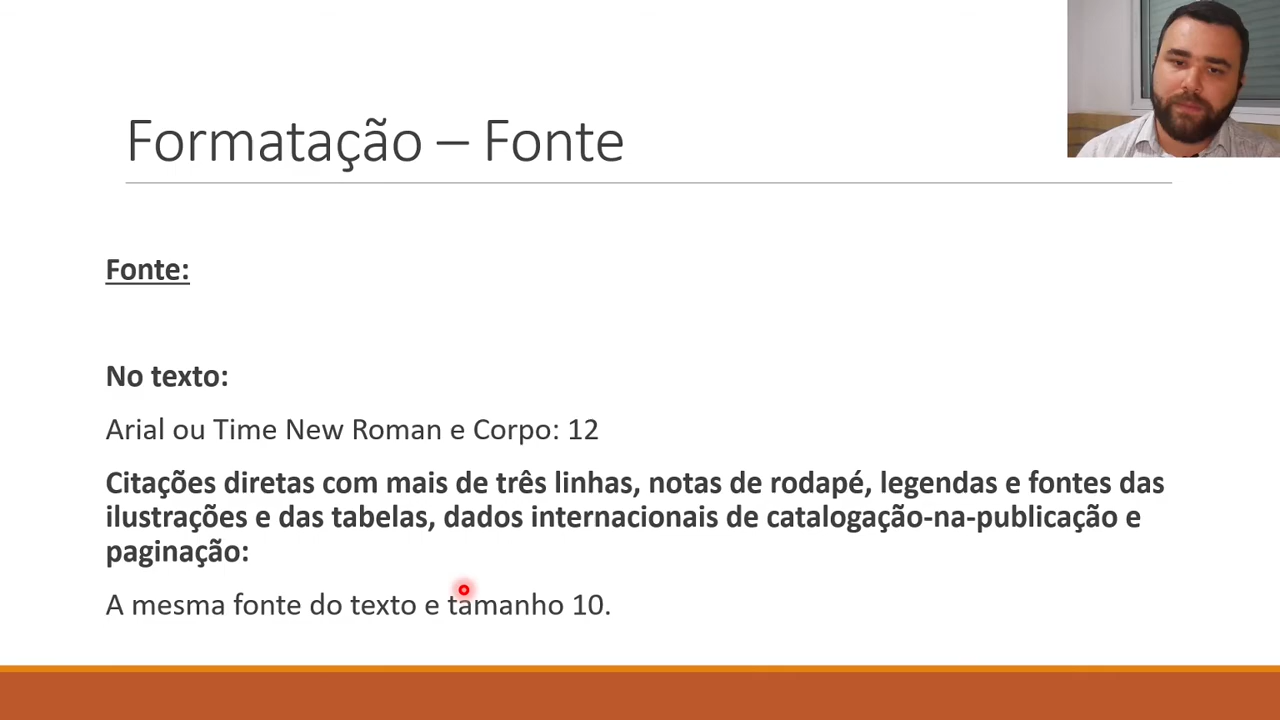 Formatação – Fonte
Fonte:
No texto:
Arial ou Time New Roman e Corpo: 12
Citações diretas com mais de três linhas, notas de rodapé, legendas e fontes das
ilustrações e das tabelas, dados internacionais de catalogação-na-publicação e
paginação:
A mesma fonte do texto e tamanho 10.